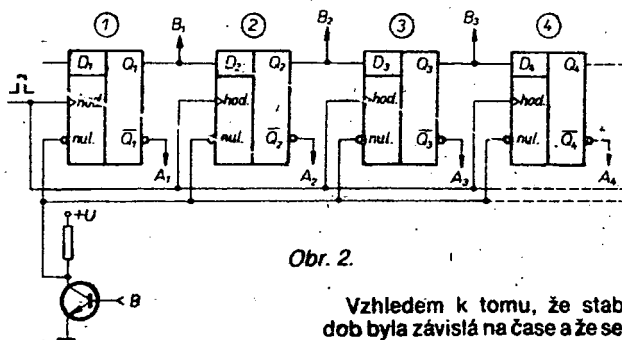 ① B₁ ② B₂ ③ B₃ ④
D₁ Q₁ D₂ Q₂ D₃ Q₃ D₄ Q₄
hod. hod. hod. hod.
nul. Q̅₁ nul. Q̅₂ nul. Q̅₃ nul. Q̅₄
A₁ A₂ A₃ A₄
+U
B
Obr. 2.
Vzhledem k tomu, že stab
dob byla závislá na čase a že se